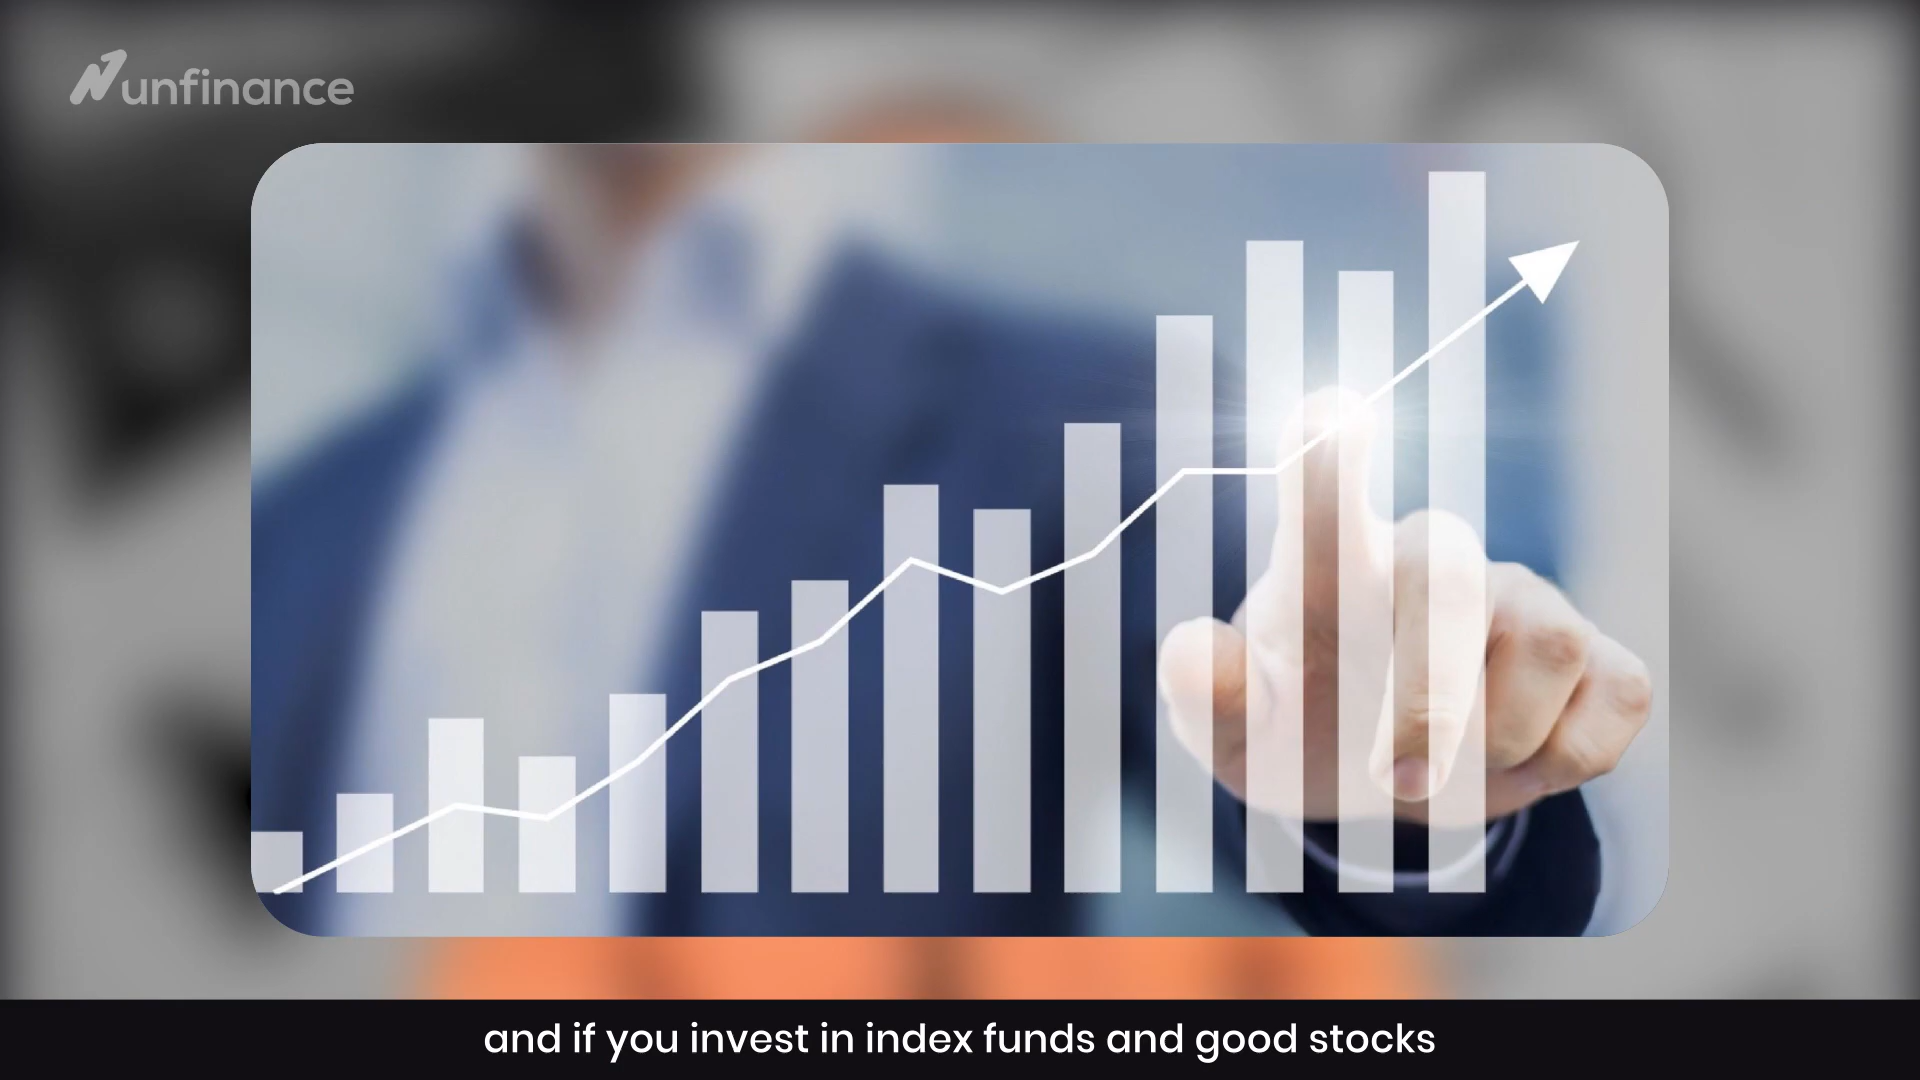 unfinance
and if you invest in index funds and good stocks